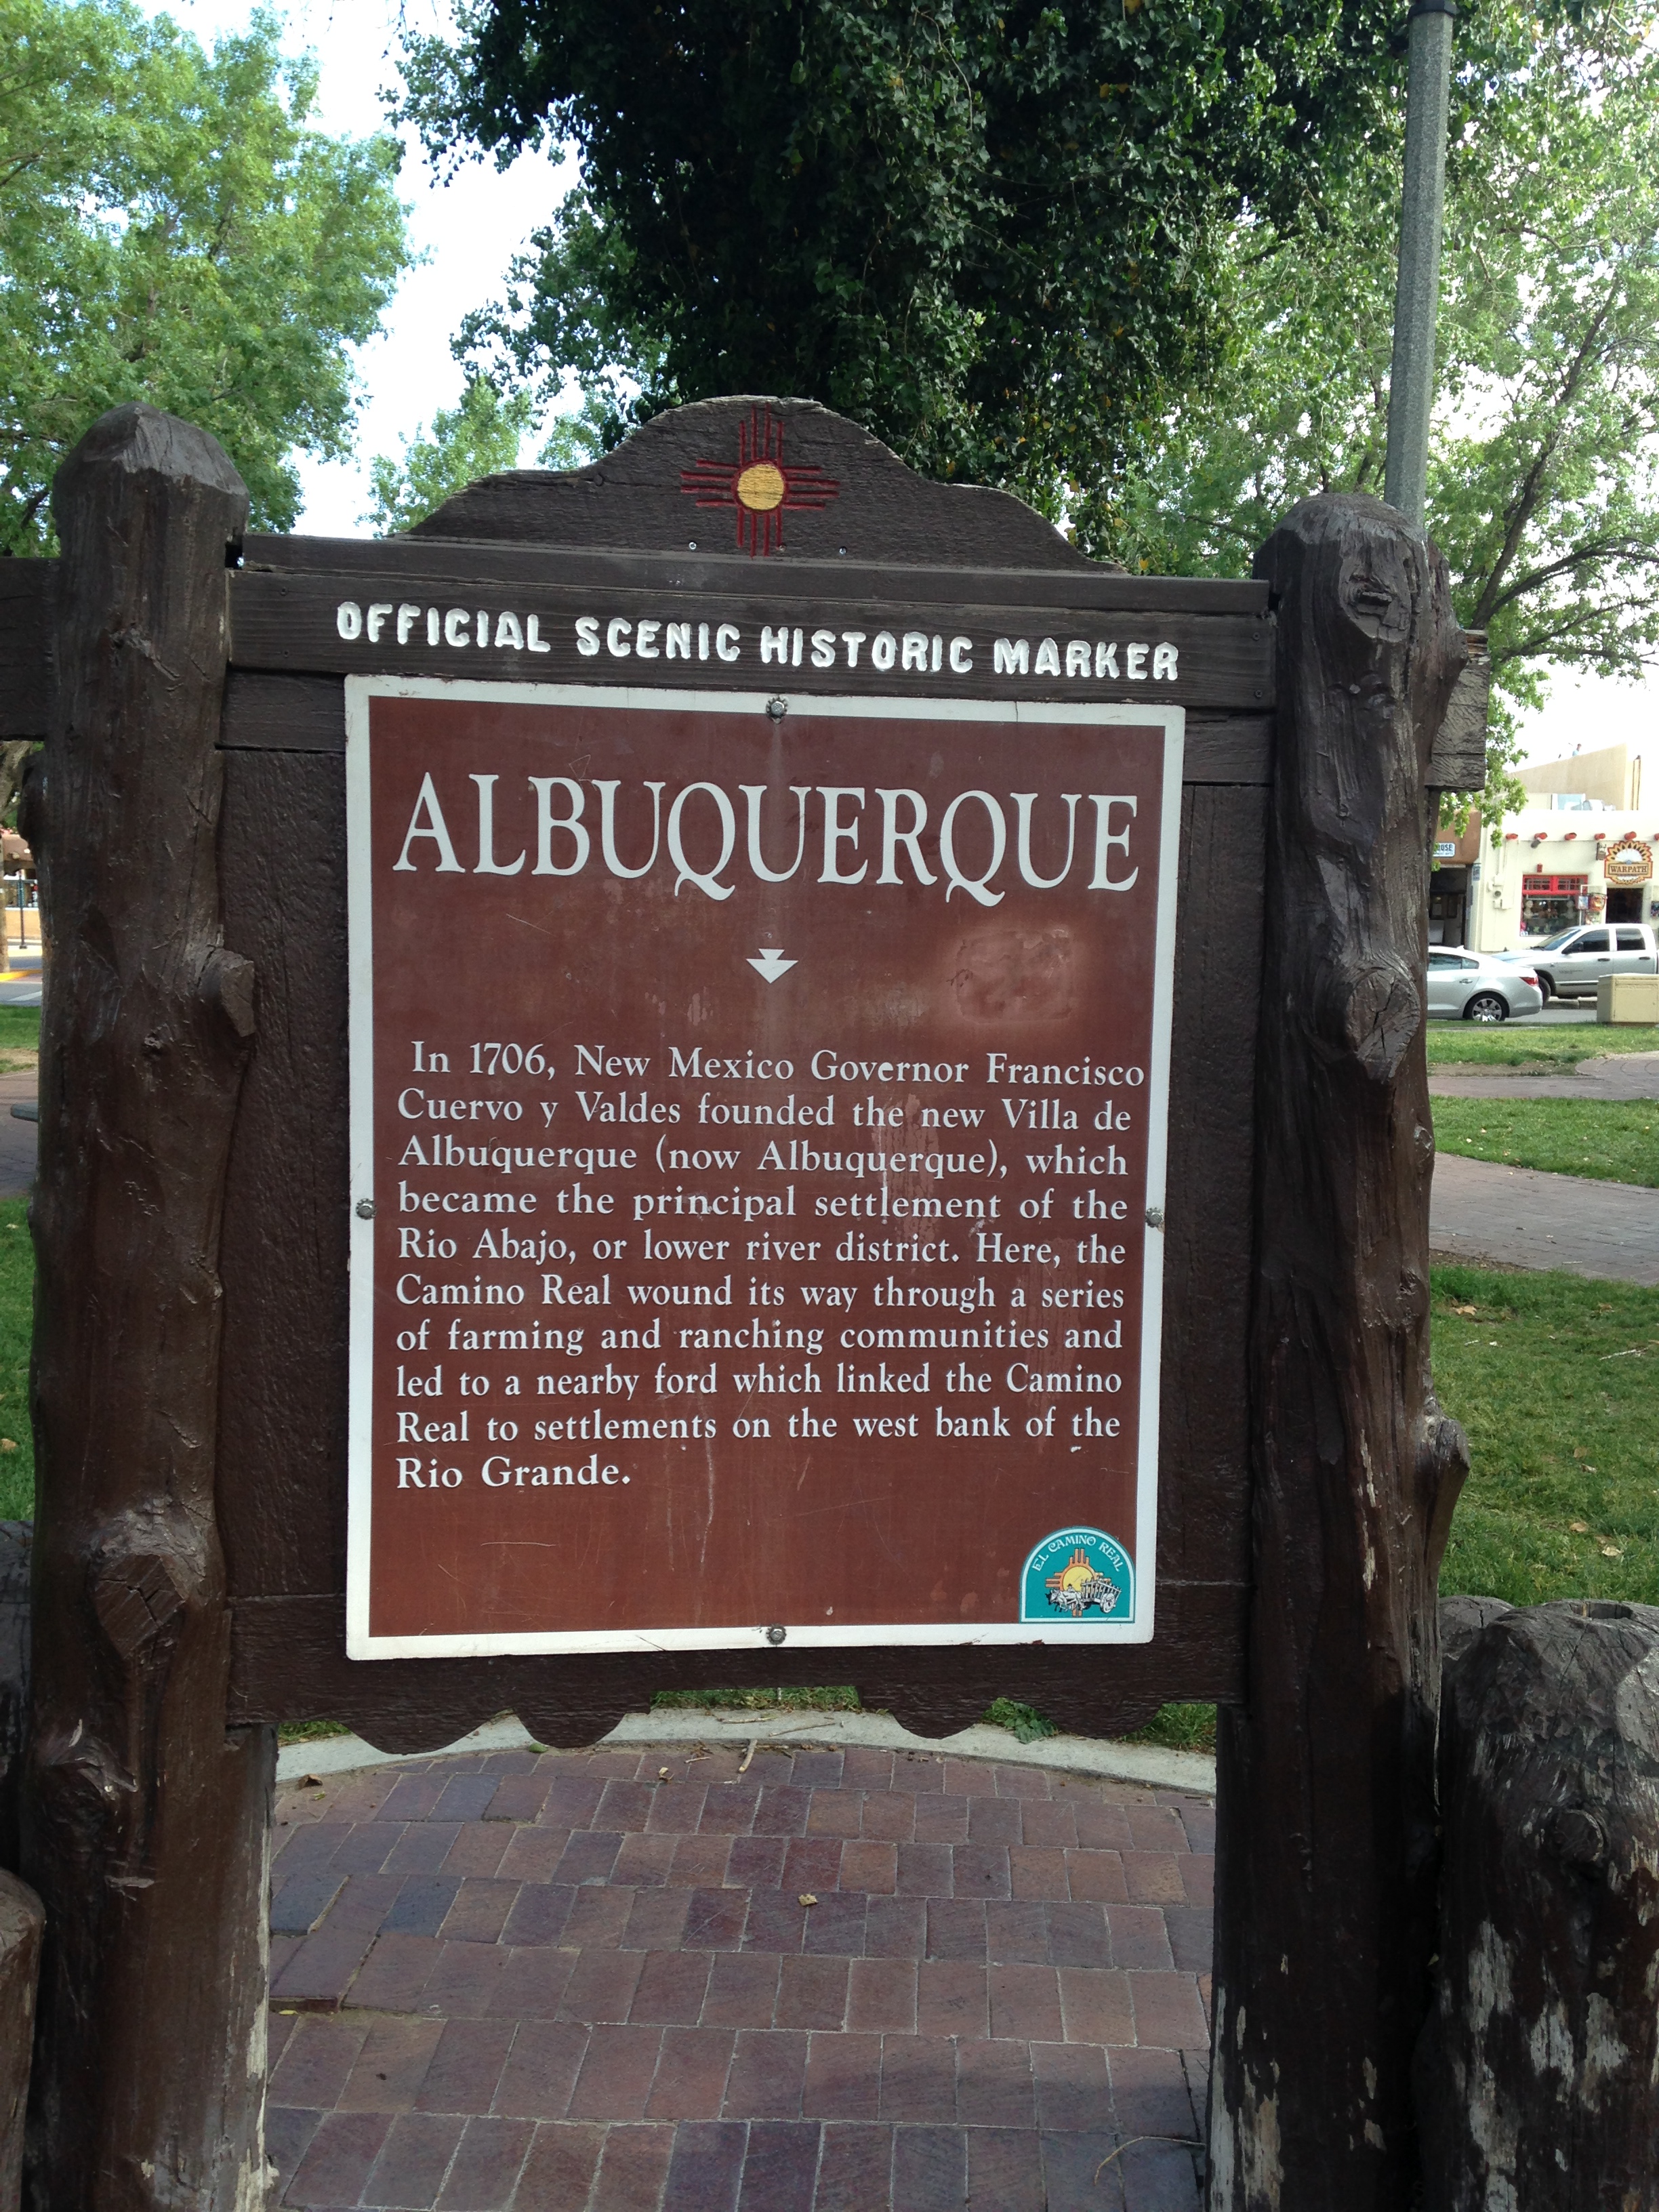 OFFICIAL SCENIC HISTORIC MARKER
ALBUQUERQUE
In 1706, New Mexico Governor Francisco
Cuervo y Valdes founded the new Villa de
Albuquerque (now Albuquerque), which
became the principal settlement of the
Rio Abajo, or lower river district. Here, the
Camino Real wound its way through a series
of farming and ranching communities and
led to a nearby ford which linked the Camino
Real to settlements on the west bank of the
Rio Grande.
EL CAMINO REAL
WARPATH